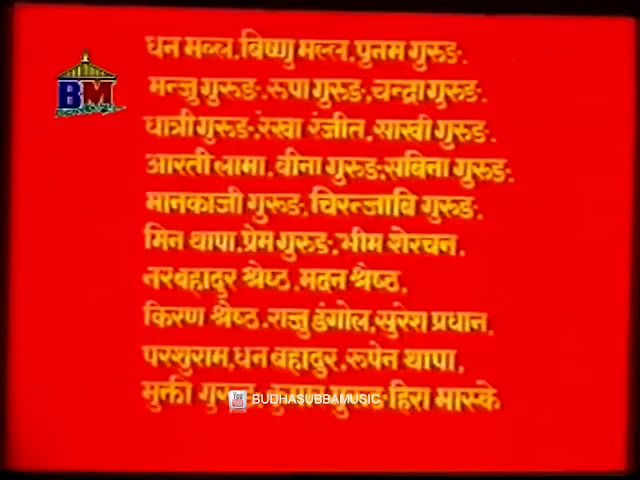 धन मल्ल, बिष्णु मल्ल, पुनम गुरुङ,
मन्जु गुरुङ, रुपा गुरुङ, चन्द्रा गुरुङ,
धात्री गुरुङ, रेखा रंजीत, साखी गुरुङ,
BM
आरती लामा, बीना गुरुङ, सबिना गुरुङ,
मानकाजी गुरुङ, चिरन्जावि गुरुङ,
मिन थापा, प्रेम गुरुङ, भीम शेरचन,
नरबहादुर श्रेष्ठ, मदन श्रेष्ठ,
किरण श्रेष्ठ, राजु डंगोल, सुरेश प्रधान,
परशुराम, धन बहादुर, रूपेन थापा,
मुक्ती गुरुङ, गुरुङ हिरा मास्के
BUDHASUBBAMUSIC